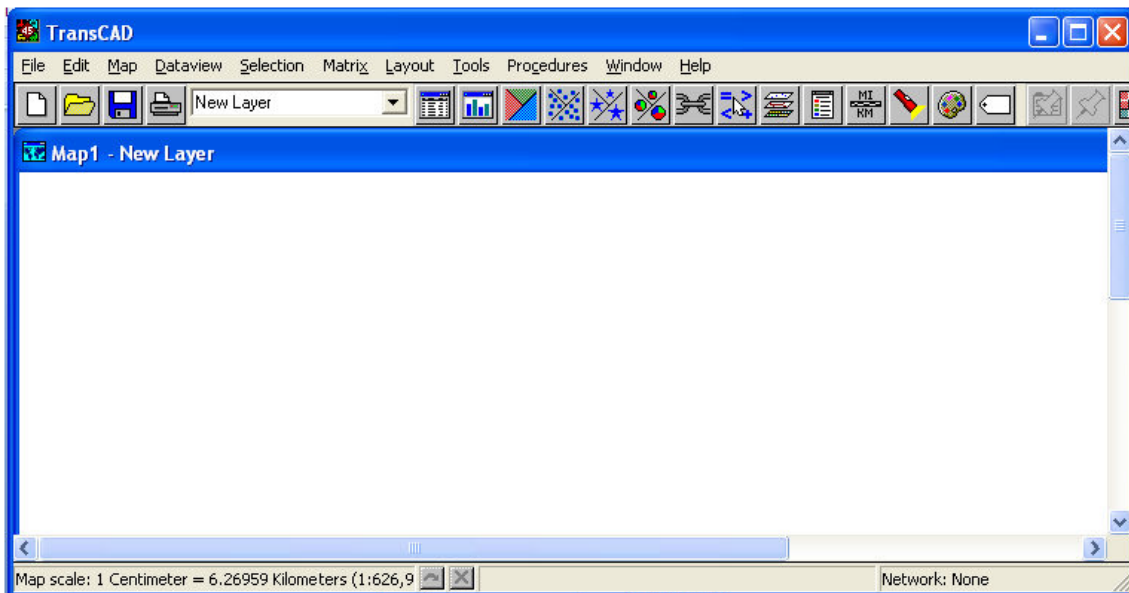 TransCAD
File Edit Map Dataview Selection Matrix Layout Tools Procedures Window Help
New Layer MI KM
Map1 - New Layer
Map scale: 1 Centimeter = 6.26959 Kilometers (1:626,9 Network: None